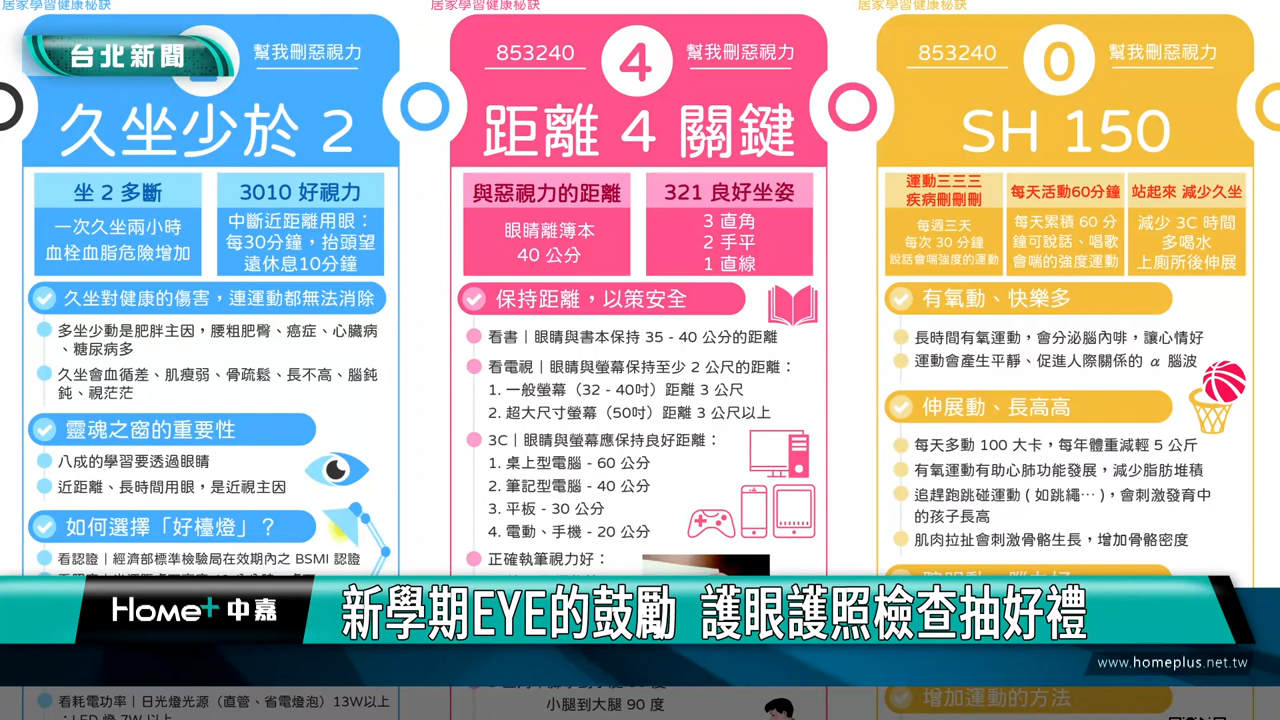 居家學習健康秘訣
居家學習健康秘訣
居家學習健康秘訣
台北新聞
幫我刪惡視力
久坐少於 2
坐 2 多斷
一次久坐兩小時
血栓血脂危險增加
3010 好視力
中斷近距離用眼：
每30分鐘，抬頭望
遠休息10分鐘
久坐對健康的傷害，連運動都無法消除
多坐少動是肥胖主因，腰粗肥臀、癌症、心臟病
、糖尿病多
久坐會血循差、肌瘦弱、骨疏鬆、長不高、腦鈍
鈍、視茫茫
靈魂之窗的重要性
八成的學習要透過眼睛
近距離、長時間用眼，是近視主因
如何選擇「好檯燈」？
看認證｜經濟部標準檢驗局在效期內之 BSMI 認證
看耗電功率｜日光燈光源（直管、省電燈泡）13W以上
853240
4
幫我刪惡視力
距離 4 關鍵
與惡視力的距離
眼睛離簿本
40 公分
321 良好坐姿
3 直角
2 手平
1 直線
保持距離，以策安全
看書｜眼睛與書本保持 35 - 40 公分的距離
看電視｜眼睛與螢幕保持至少 2 公尺的距離：
1. 一般螢幕（32 - 40吋）距離 3 公尺
2. 超大尺寸螢幕（50吋）距離 3 公尺以上
3C｜眼睛與螢幕應保持良好距離：
1. 桌上型電腦 - 60 公分
2. 筆記型電腦 - 40 公分
3. 平板 - 30 公分
4. 電動、手機 - 20 公分
正確執筆視力好：
小腿到大腿 90 度
853240
0
幫我刪惡視力
SH 150
運動三三三
疾病刪刪刪
每週三天
每次 30 分鐘
說話會喘強度的運動
每天活動60分鐘
每天累積 60 分
鐘可說話、唱歌
會喘的強度運動
站起來 減少久坐
減少 3C 時間
多喝水
上廁所後伸展
有氧動、快樂多
長時間有氧運動，會分泌腦內啡，讓心情好
運動會產生平靜、促進人際關係的 α 腦波
伸展動、長高高
每天多動 100 大卡，每年體重減輕 5 公斤
有氧運動有助心肺功能發展，減少脂肪堆積
追趕跑跳碰運動 ( 如跳繩⋯ )，會刺激發育中
的孩子長高
肌肉拉扯會刺激骨骼生長，增加骨骼密度
增加運動的方法
Home+ 中嘉
新學期EYE的鼓勵 護眼護照檢查抽好禮
www.homeplus.net.tw